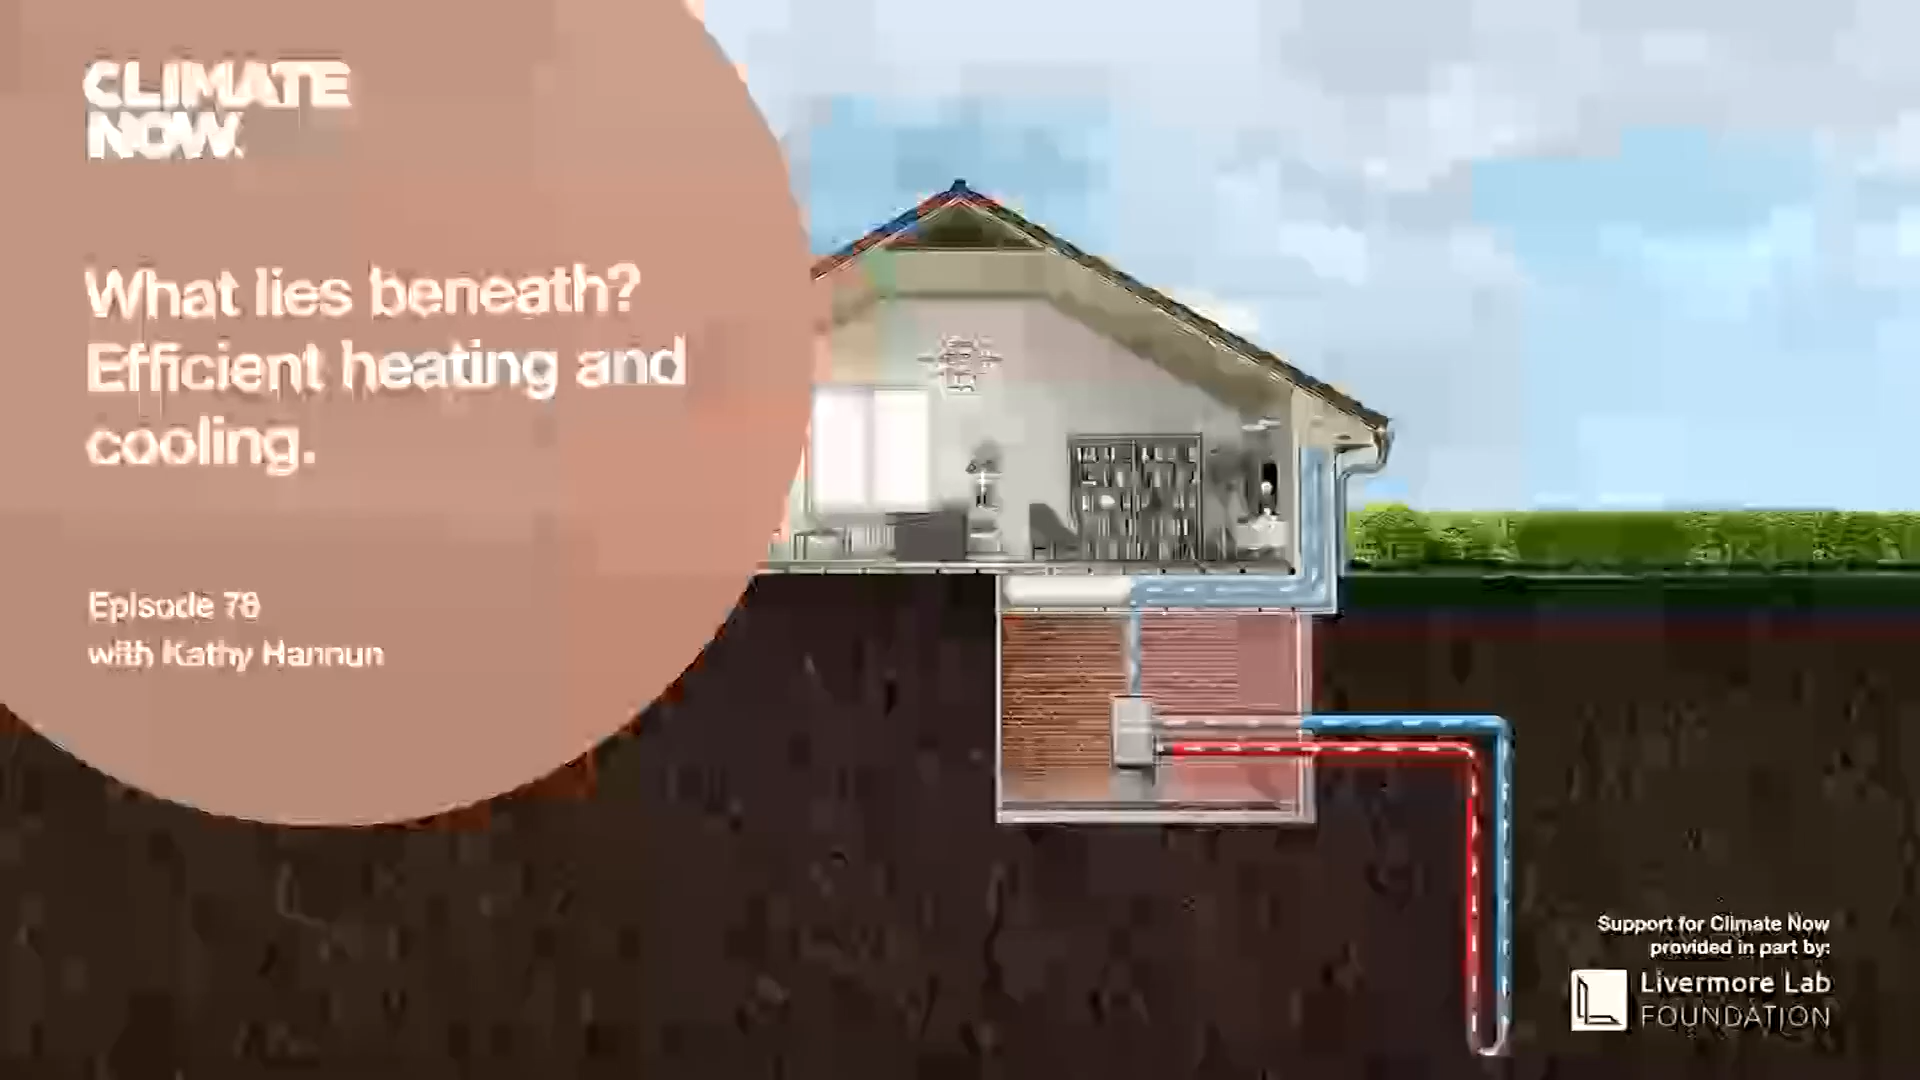 CLIMATE
NOW.
What lies beneath?
Efficient heating and
cooling.
Episode 78
with Kathy Hannun
Support for Climate Now
provided in part by:
Livermore Lab
FOUNDATION